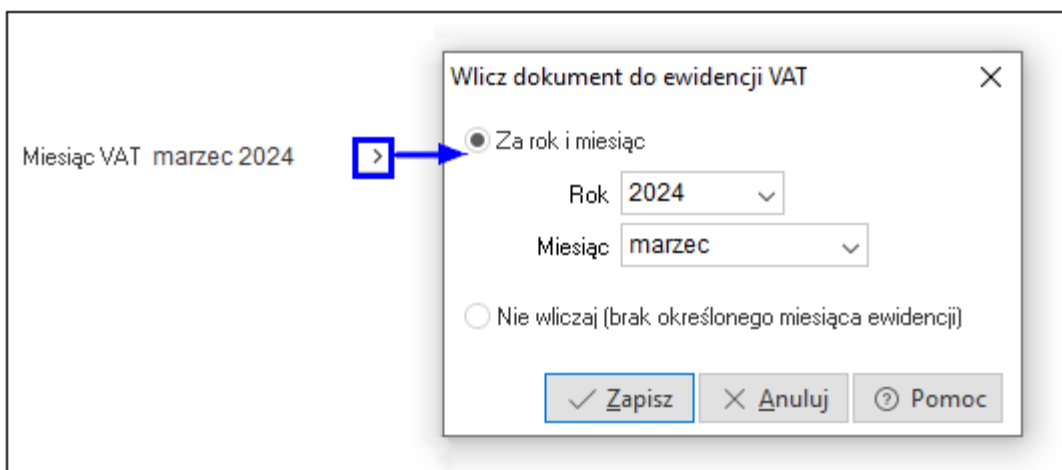 Wlicz dokument do ewidencji VAT
Miesiąc VAT marzec 2024
Za rok i miesiąc
Rok 2024
Miesiąc marzec
Nie wliczaj (brak określonego miesiąca ewidencji)
Zapisz Anuluj Pomoc